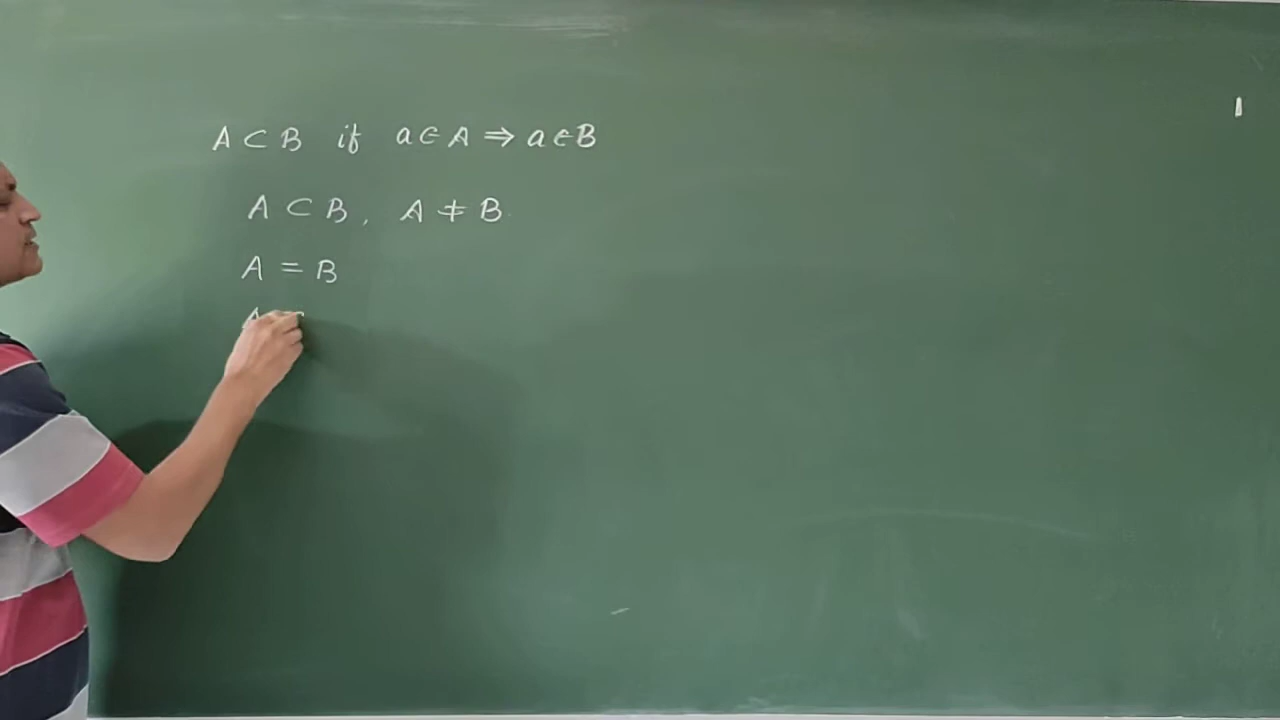 A ⊂ B if a ∈ A ⇒ a ∈ B
A ⊂ B, A ≠ B
A = B
A